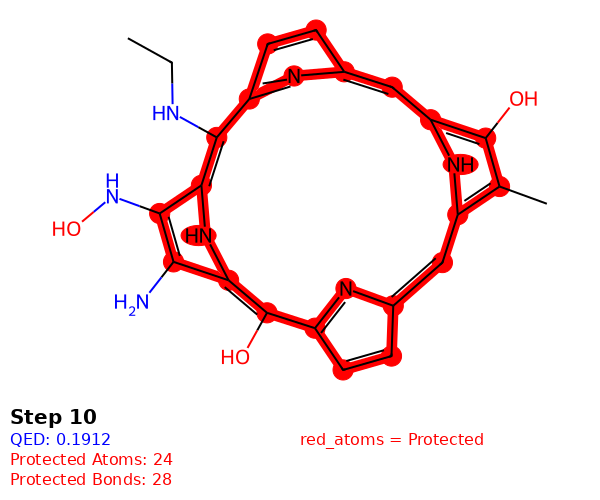 N
OH
HN
NH
H
N
HO
HN
N
H2N
HO
Step 10
QED: 0.1912
Protected Atoms: 24
red_atoms = Protected
Protected Bonds: 28